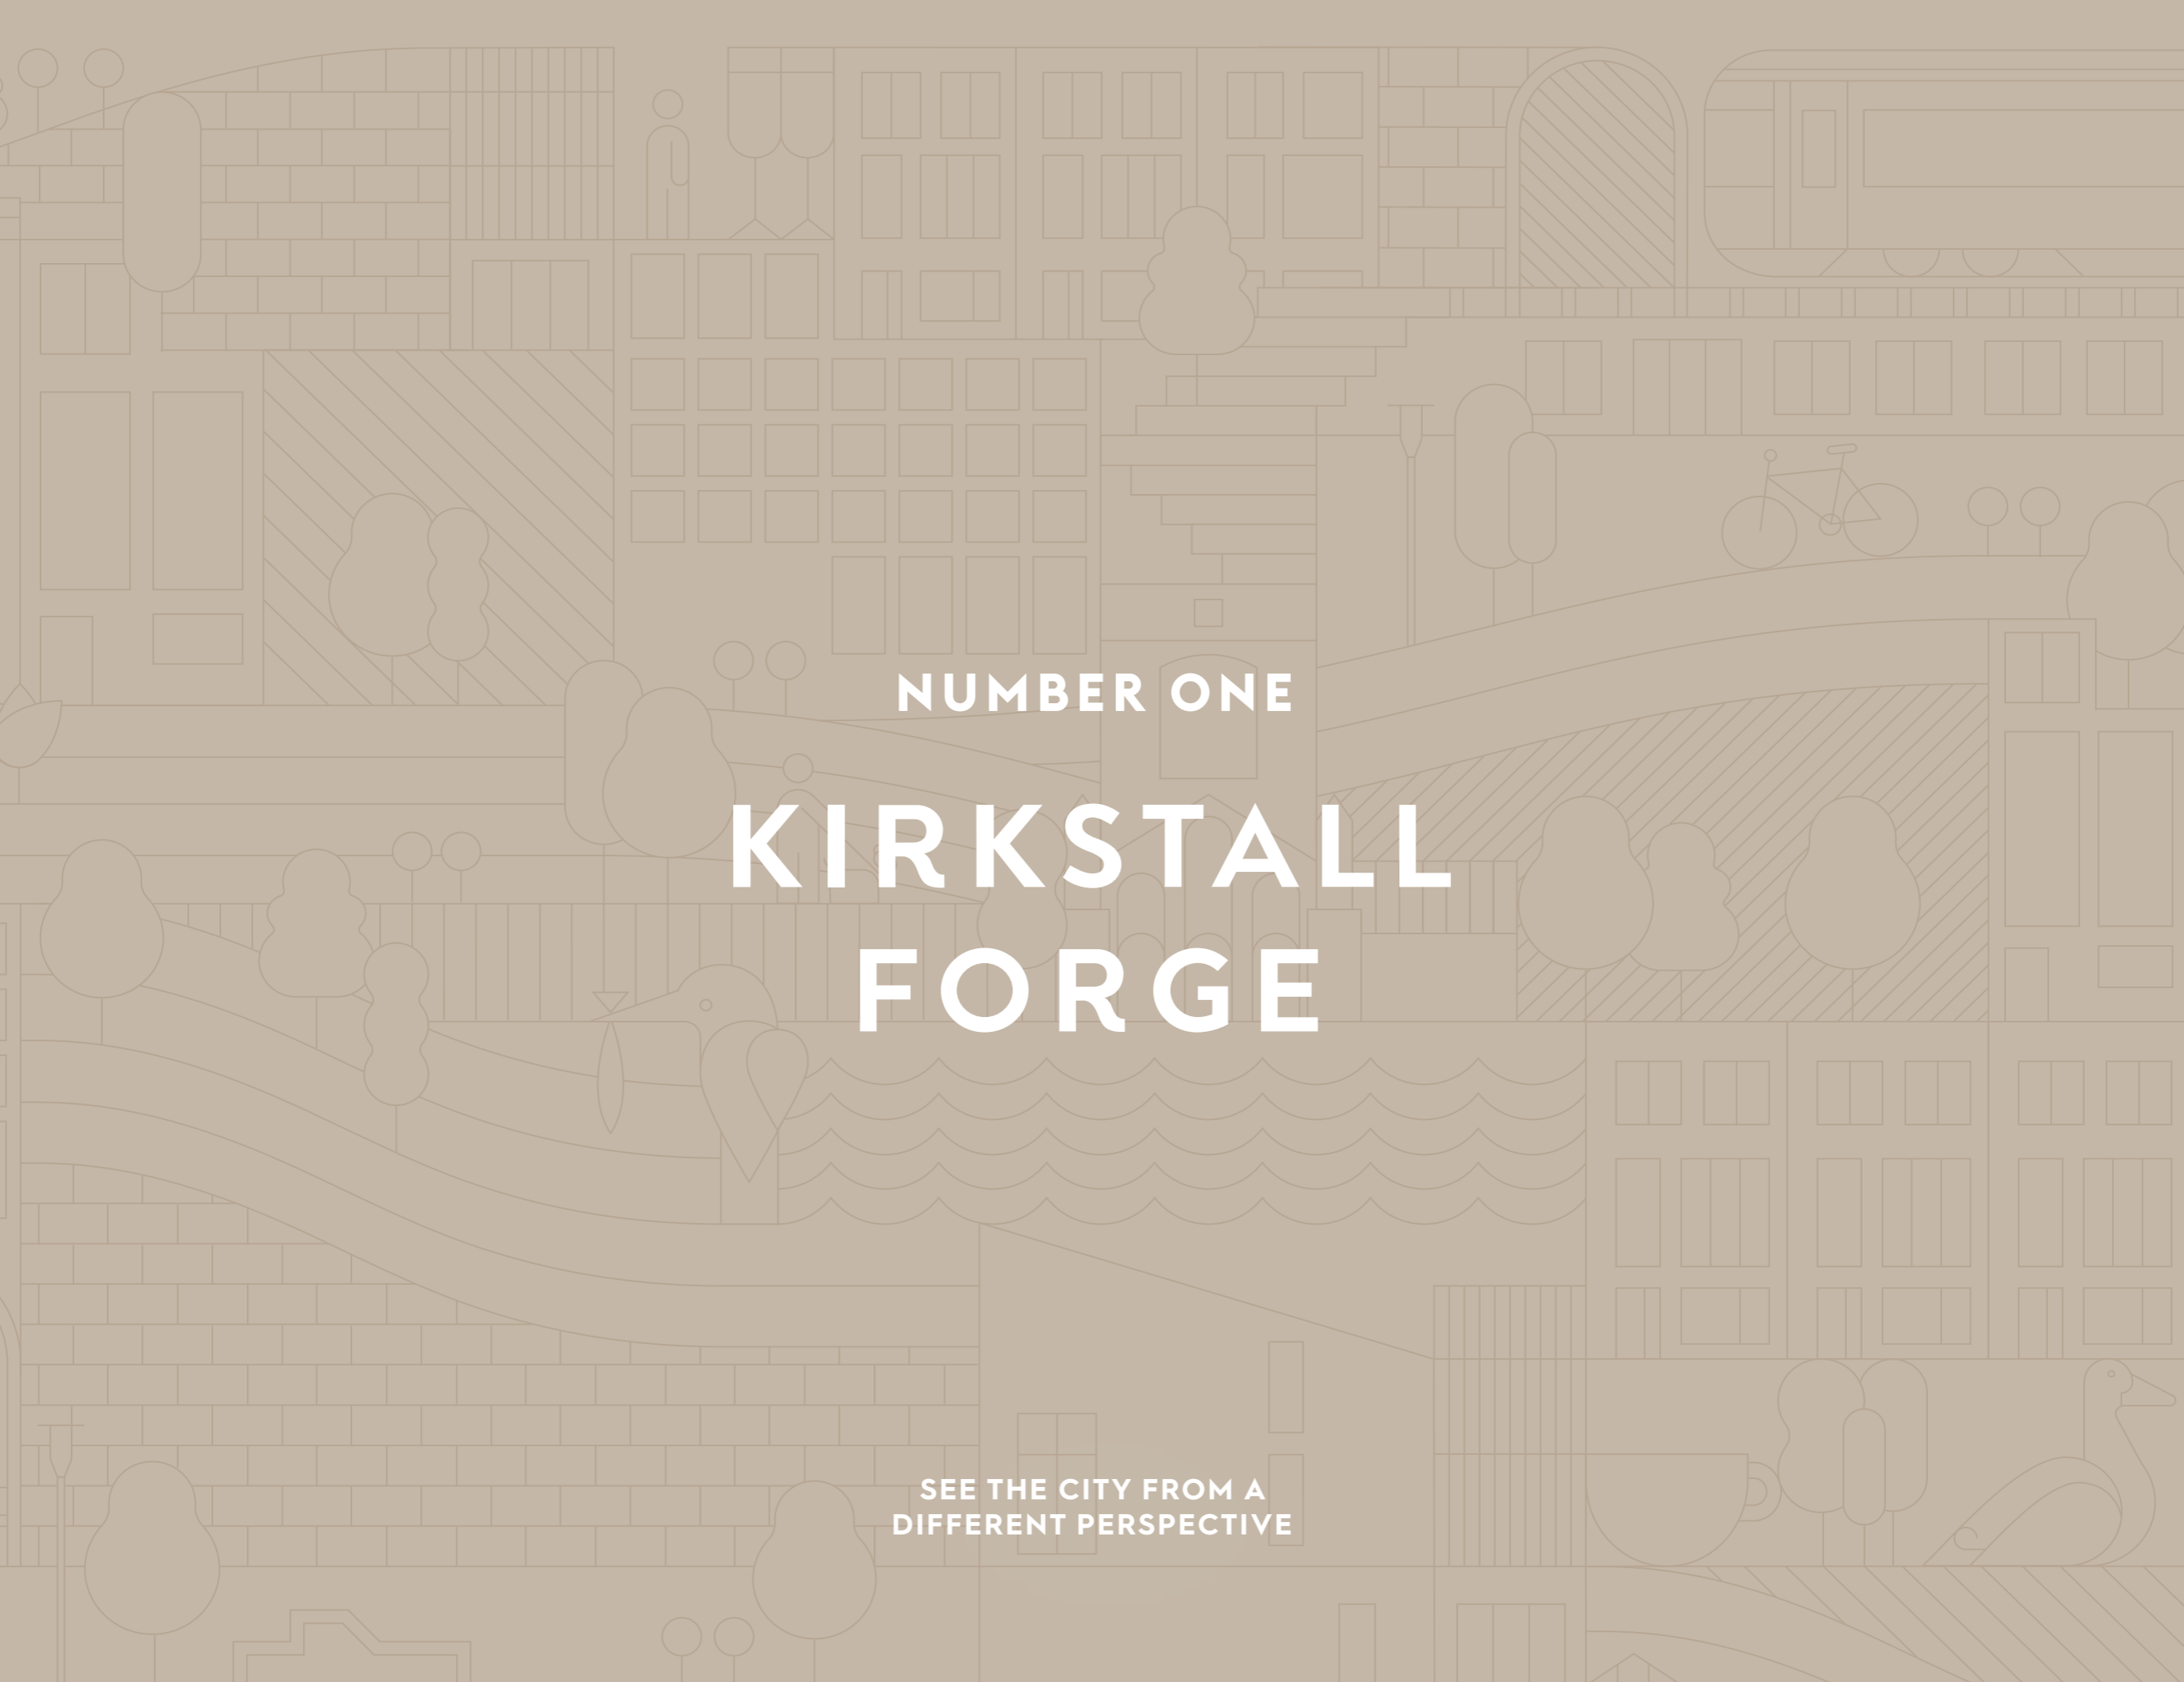 NUMBER ONE
KIRKSTALL
FORGE
SEE THE CITY FROM A
DIFFERENT PERSPECTIVE